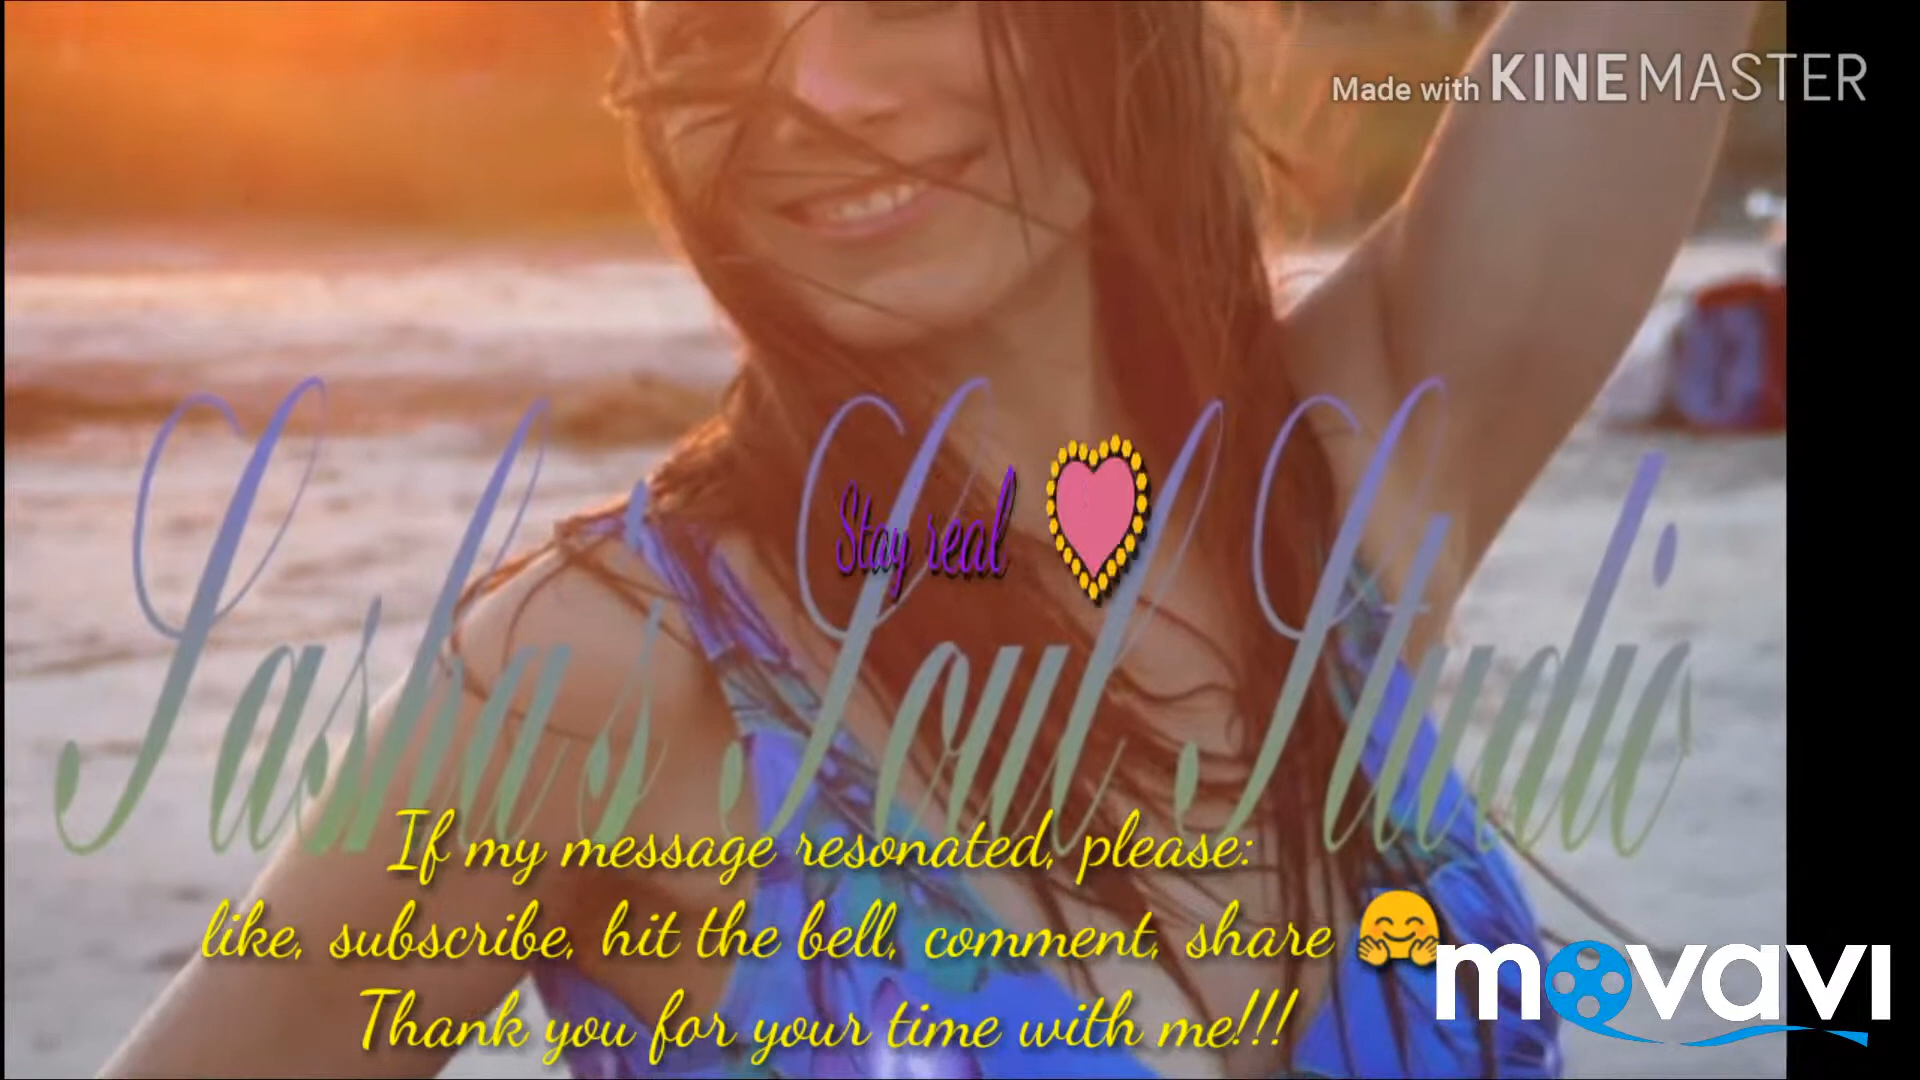 Made with KINEMASTER
Sasha's Soul Studio
Stay real
If my message resonated, please:
like, subscribe, hit the bell, comment, share 🤗
Thank you for your time with me!!!
movavi